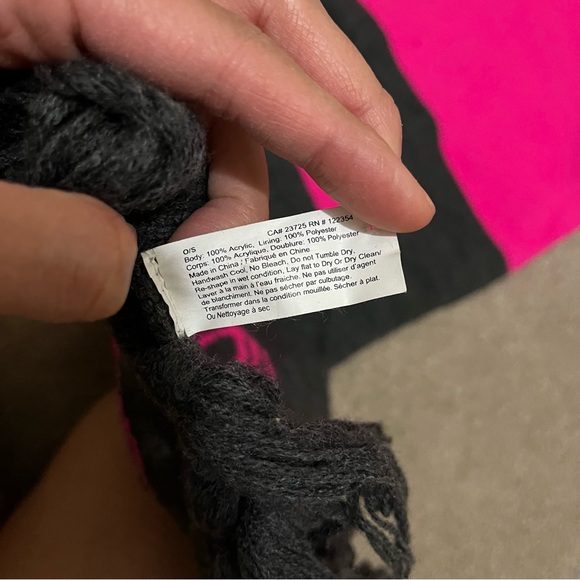 O/S CA# 23725 RN # 122354
Body: 100% Acrylic, Lining: 100% Polyester
Corps: 100% Acrylique, Doublure: 100% Polyester
Made in China / Fabriqué en Chine
Handwash Cool, No Bleach, Do not Tumble Dry,
Re-shape in wet condition, Lay flat to Dry Or Dry Clean/
Laver à la main à l'eau fraiche. Ne pas utiliser d'agent
de blanchiment. Ne pas sécher par culbutage.
Transformer dans la condition mouillée. Sécher à plat.
Ou Nettoyage à sec